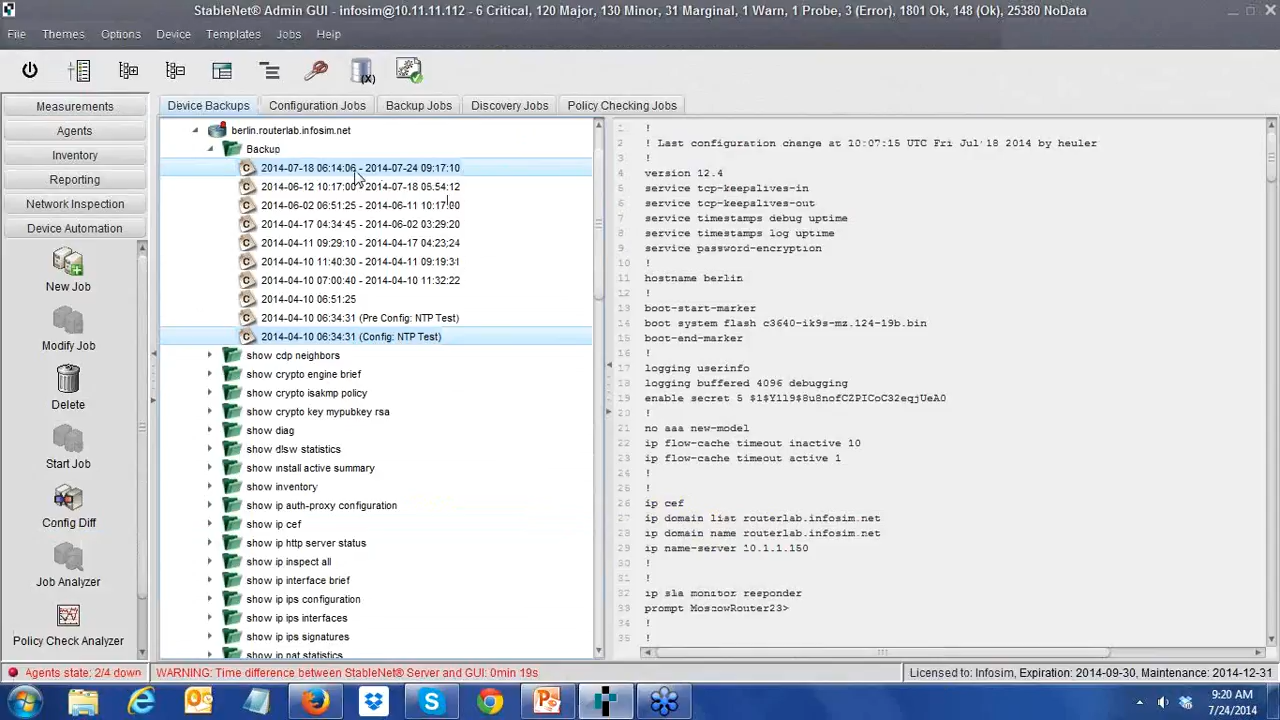 StableNet® Admin GUI - infosim@10.11.11.112 - 6 Critical, 120 Major, 130 Minor, 31 Marginal, 1 Warn, 1 Probe, 3 (Error), 1801 Ok, 148 (Ok), 25380 NoData
File Themes Options Device Templates Jobs Help
(X)
Measurements
Agents
Inventory
Reporting
Network Inspection
Device Automation
New Job
Modify Job
Delete
Start Job
Config Diff
Job Analyzer
Policy Check Analyzer
Device Backups Configuration Jobs Backup Jobs Discovery Jobs Policy Checking Jobs
berlin.routerlab.infosim.net
Backup
C 2014-07-18 06:14:06 - 2014-07-24 09:17:10
C 2014-06-12 10:17:00 - 2014-07-18 06:54:12
C 2014-06-02 06:51:25 - 2014-06-11 10:17:00
C 2014-04-17 04:34:45 - 2014-06-02 03:29:20
C 2014-04-11 09:29:10 - 2014-04-17 04:23:24
C 2014-04-10 11:40:30 - 2014-04-11 09:19:31
C 2014-04-10 07:00:40 - 2014-04-10 11:32:22
C 2014-04-10 06:51:23
C 2014-04-10 06:34:31 (Pre Config: NTP Test)
C 2014-04-10 06:34:31 (Config: NTP Test)
show cdp neighbors
show crypto engine brief
show crypto isakmp policy
show crypto key mypubkey rsa
show diag
show dlsw statistics
show install active summary
show inventory
show ip auth-proxy configuration
show ip cef
show ip http server status
show ip inspect all
show ip interface brief
show ip ips configuration
show ip ips interfaces
show ip ips signatures
show ip nat statistics
1 !
2 ! Last configuration change at 10:07:15 UTC Fri Jul 18 2014 by heuler
3 !
4 version 12.4
5 service tcp-keepalives-in
6 service tcp-keepalives-out
7 service timestamps debug uptime
8 service timestamps log uptime
9 service password-encryption
10 !
11 hostname berlin
12 !
13 boot-start-marker
14 boot system flash c3640-ik9s-mz.124-19b.bin
15 boot-end-marker
16 !
17 logging userinfo
18 logging buffered 4096 debugging
19 enable secret 5
20 !
21 no aaa new-model
22 ip flow-cache timeout inactive 10
23 ip flow-cache timeout active 1
24 !
25 !
26 ip cef
27 ip domain list routerlab.infosim.net
28 ip domain name routerlab.infosim.net
29 ip name-server 10.1.1.150
30 !
31 !
32 ip sla monitor responder
33 prompt MoscowRouter23>
34 !
35 !
Agents state: 2/4 down WARNING: Time difference between StableNet® Server and GUI: 0min 19s Licensed to: Infosim, Expiration: 2014-09-30, Maintenance: 2014-12-31
9:20 AM
7/24/2014